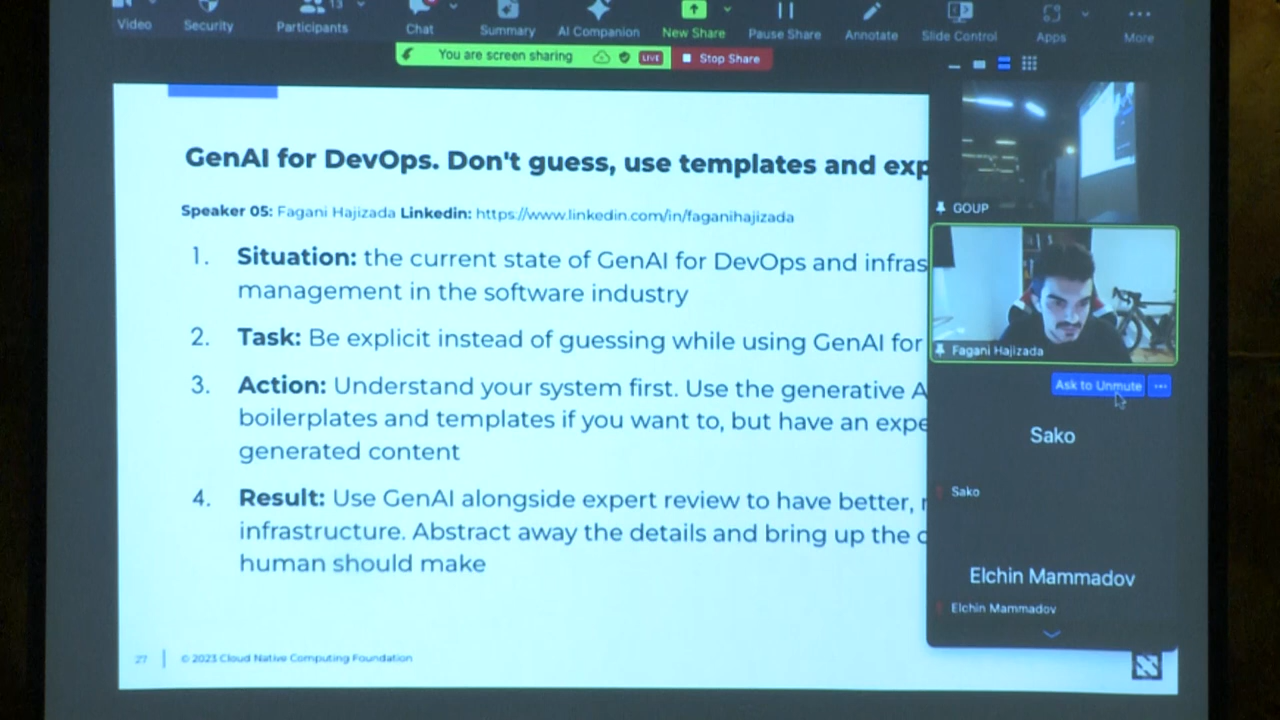 Video
Security
Participants
13
Chat
Summary
AI Companion
New Share
Pause Share
Annotate
Slide Control
Apps
More
You are screen sharing
LIVE
Stop Share
GenAI for DevOps. Don't guess, use templates and exp
Speaker 05: Fagani Hajizada Linkedin: https://www.linkedin.com/in/faganihajizada
1. Situation: the current state of GenAI for DevOps and infras
management in the software industry
2. Task: Be explicit instead of guessing while using GenAI for
3. Action: Understand your system first. Use the generative A
boilerplates and templates if you want to, but have an expe
generated content
4. Result: Use GenAI alongside expert review to have better, r
infrastructure. Abstract away the details and bring up the d
human should make
27
© 2023 Cloud Native Computing Foundation
GOUP
Fagani Hajizada
Ask to Unmute
Sako
Sako
Elchin Mammadov
Elchin Mammadov